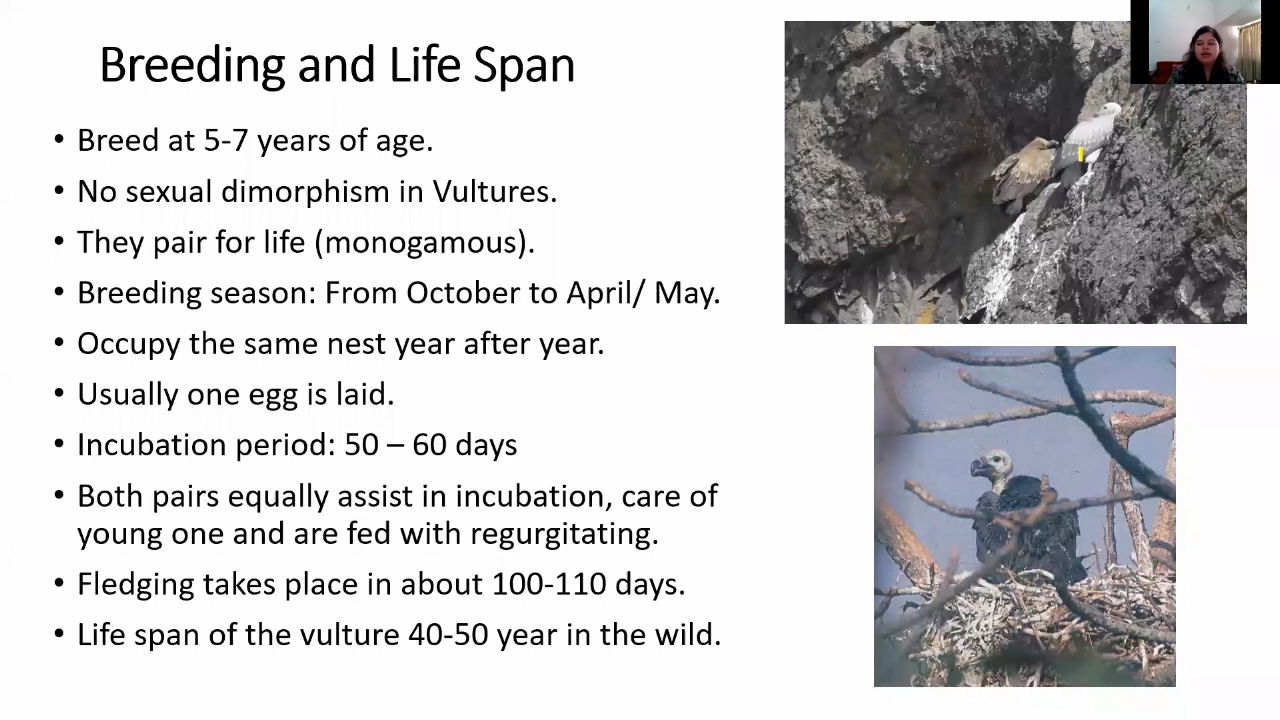 Breeding and Life Span
• Breed at 5-7 years of age.
• No sexual dimorphism in Vultures.
• They pair for life (monogamous).
• Breeding season: From October to April/ May.
• Occupy the same nest year after year.
• Usually one egg is laid.
• Incubation period: 50 – 60 days
• Both pairs equally assist in incubation, care of
young one and are fed with regurgitating.
• Fledging takes place in about 100-110 days.
• Life span of the vulture 40-50 year in the wild.